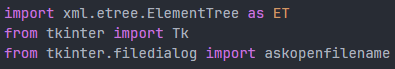 import xml.etree.ElementTree as ET
from tkinter import Tk
from tkinter.filedialog import askopenfilename